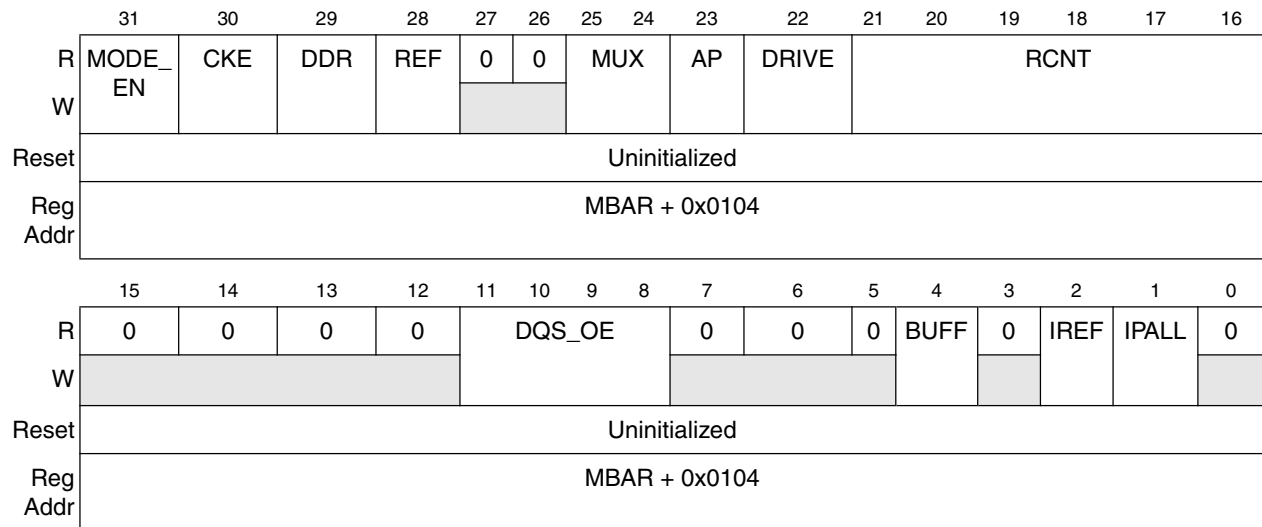 31 30 29 28 27 26 25 24 23 22 21 20 19 18 17 16
R MODE_ CKE DDR REF 0 0 MUX AP DRIVE RCNT
EN
W
Reset Uninitialized
Reg MBAR + 0x0104
Addr
15 14 13 12 11 10 9 8 7 6 5 4 3 2 1 0
R 0 0 0 0 DQS_OE 0 0 0 BUFF 0 IREF IPALL 0
W
Reset Uninitialized
Reg MBAR + 0x0104
Addr